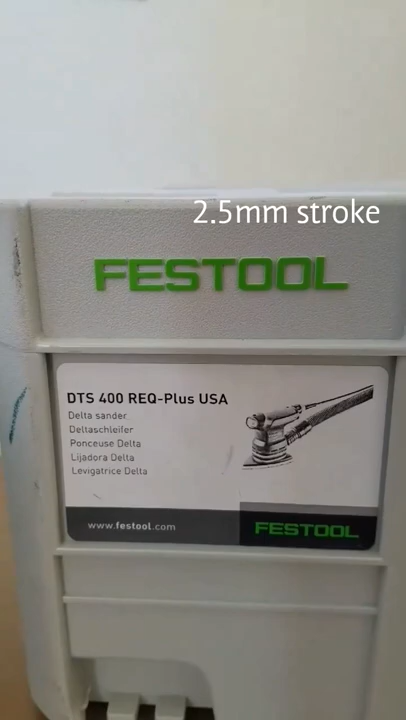 2.5mm stroke
FESTOOL
DTS 400 REQ-Plus USA
Delta sander
Deltaschleifer
Ponceuse Delta
Lijadora Delta
Levigatrice Delta
www.festool.com
FESTOOL